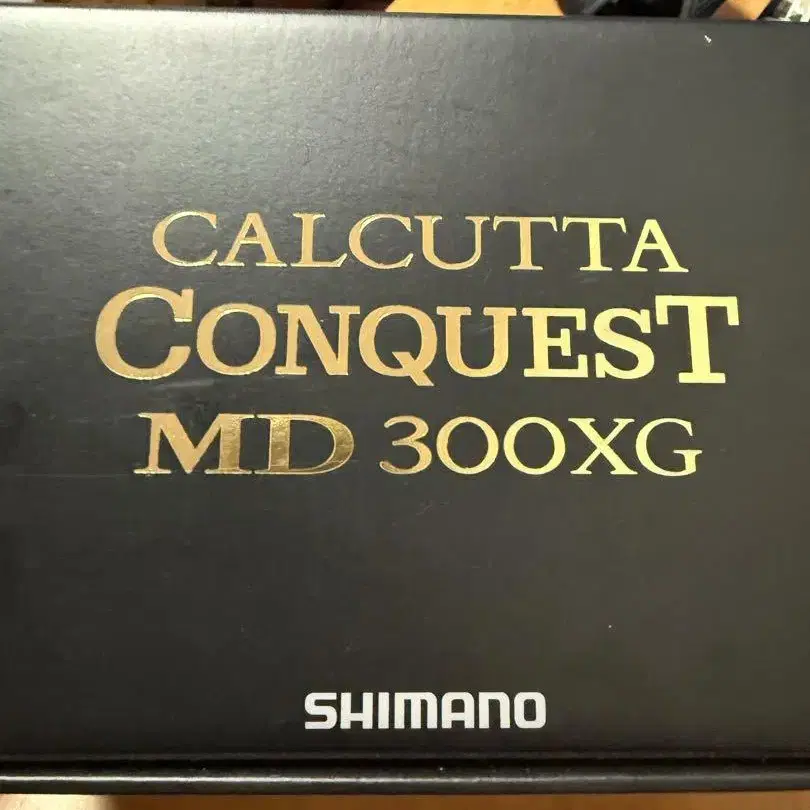 CALCUTTA
CONQUEST
MD 300XG
SHIMANO